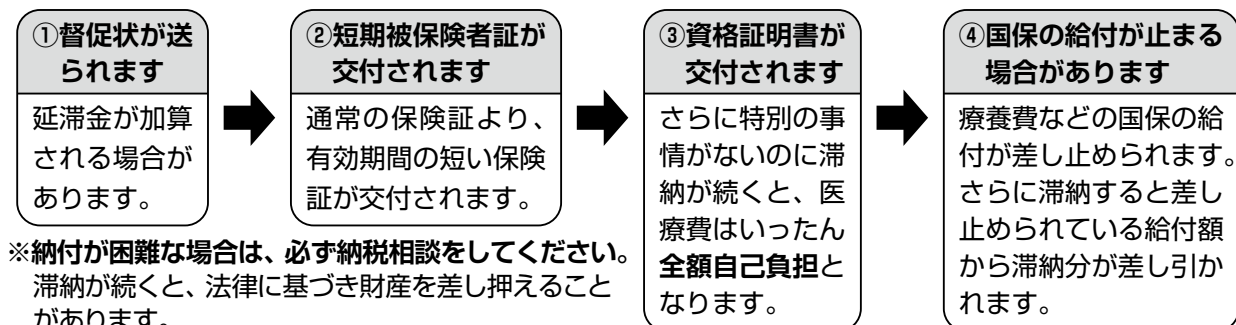 ①督促状が送
られます
延滞金が加算
される場合が
あります。
②短期被保険者証が
交付されます
通常の保険証より、
有効期間の短い保険
証が交付されます。
③資格証明書が
交付されます
さらに特別の事
情がないのに滞
納が続くと、医
療費はいったん
全額自己負担と
なります。
④国保の給付が止まる
場合があります
療養費などの国保の給
付が差し止められます。
さらに滞納すると差し
止められている給付額
から滞納分が差し引か
れます。
※納付が困難な場合は、必ず納税相談をしてください。
滞納が続くと、法律に基づき財産を差し押えること
があります。